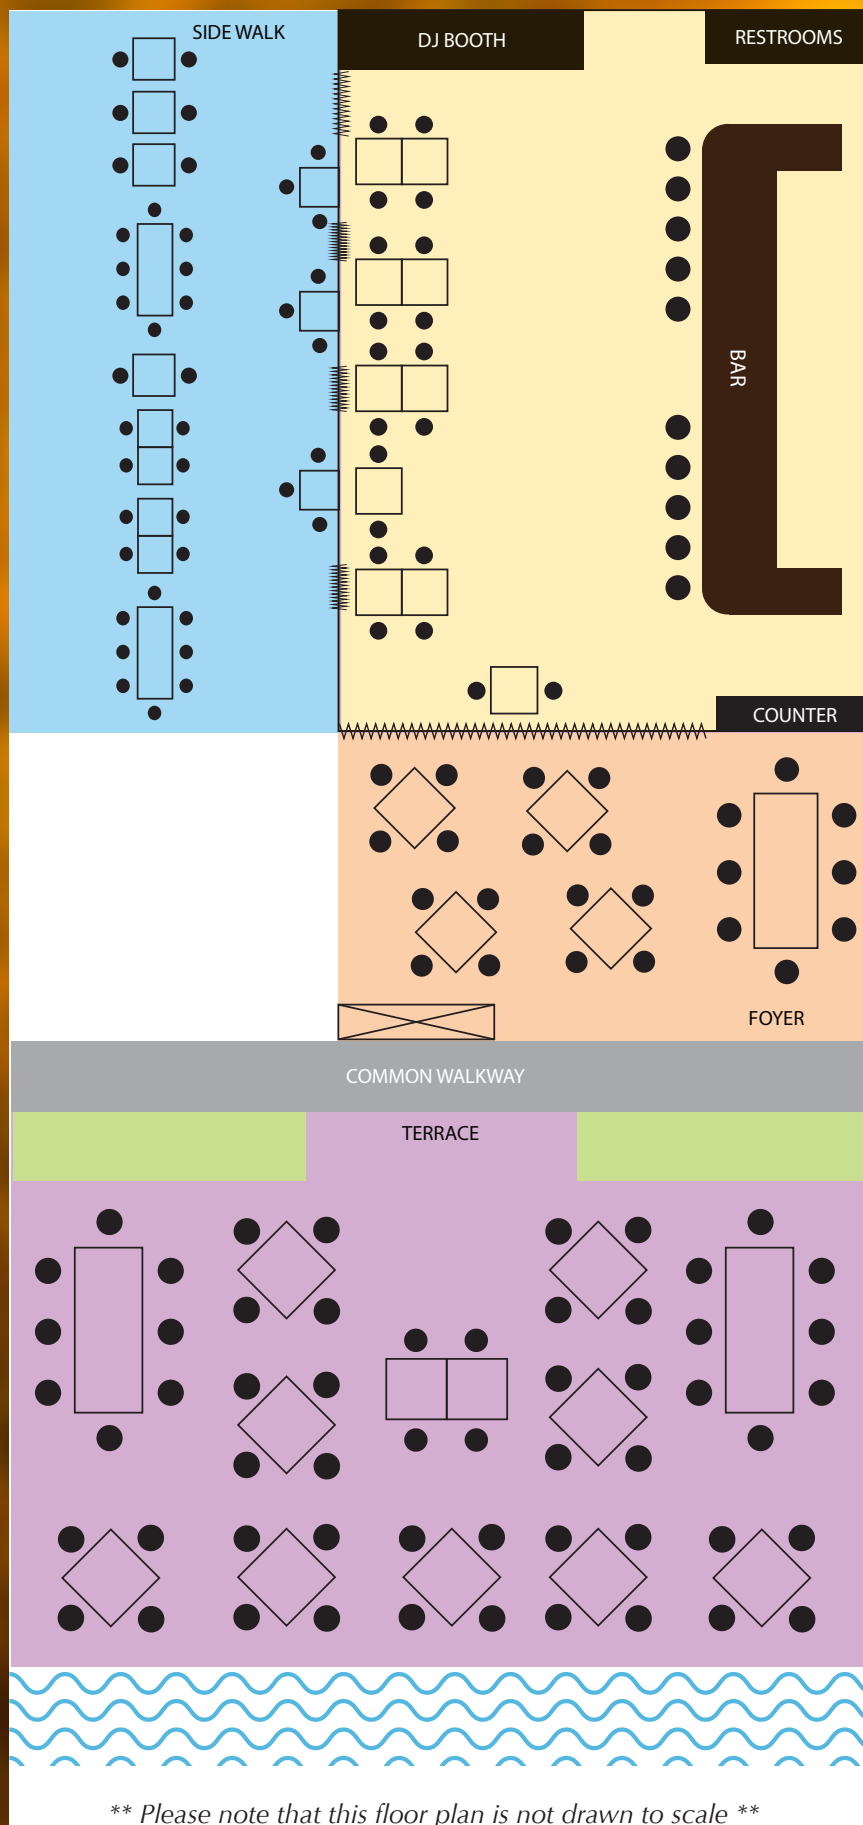 SIDE WALK
DJ BOOTH
RESTROOMS
BAR
COUNTER
FOYER
COMMON WALKWAY
TERRACE
** Please note that this floor plan is not drawn to scale **